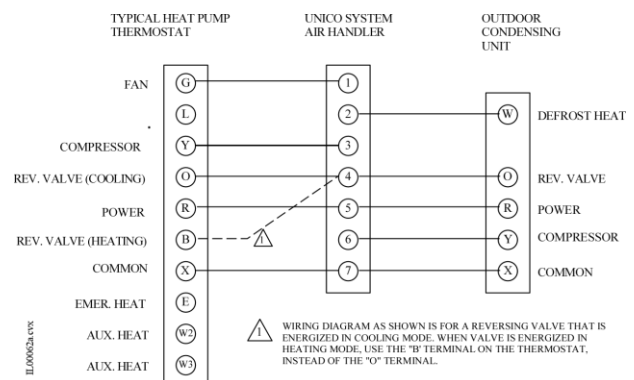 TYPICAL HEAT PUMP
THERMOSTAT
UNICO SYSTEM
AIR HANDLER
OUTDOOR
CONDENSING
UNIT
FAN G 1
L 2 W DEFROST HEAT
COMPRESSOR Y 3
REV. VALVE (COOLING) O 4 O REV. VALVE
POWER R 5 R POWER
REV. VALVE (HEATING) B 1 6 Y COMPRESSOR
COMMON X 7 X COMMON
EMER. HEAT E
AUX. HEAT W2
AUX. HEAT W3
1 WIRING DIAGRAM AS SHOWN IS FOR A REVERSING VALVE THAT IS
ENERGIZED IN COOLING MODE. WHEN VALVE IS ENERGIZED IN
HEATING MODE, USE THE "B" TERMINAL ON THE THERMOSTAT,
INSTEAD OF THE "O" TERMINAL.
IL00062a.cvx